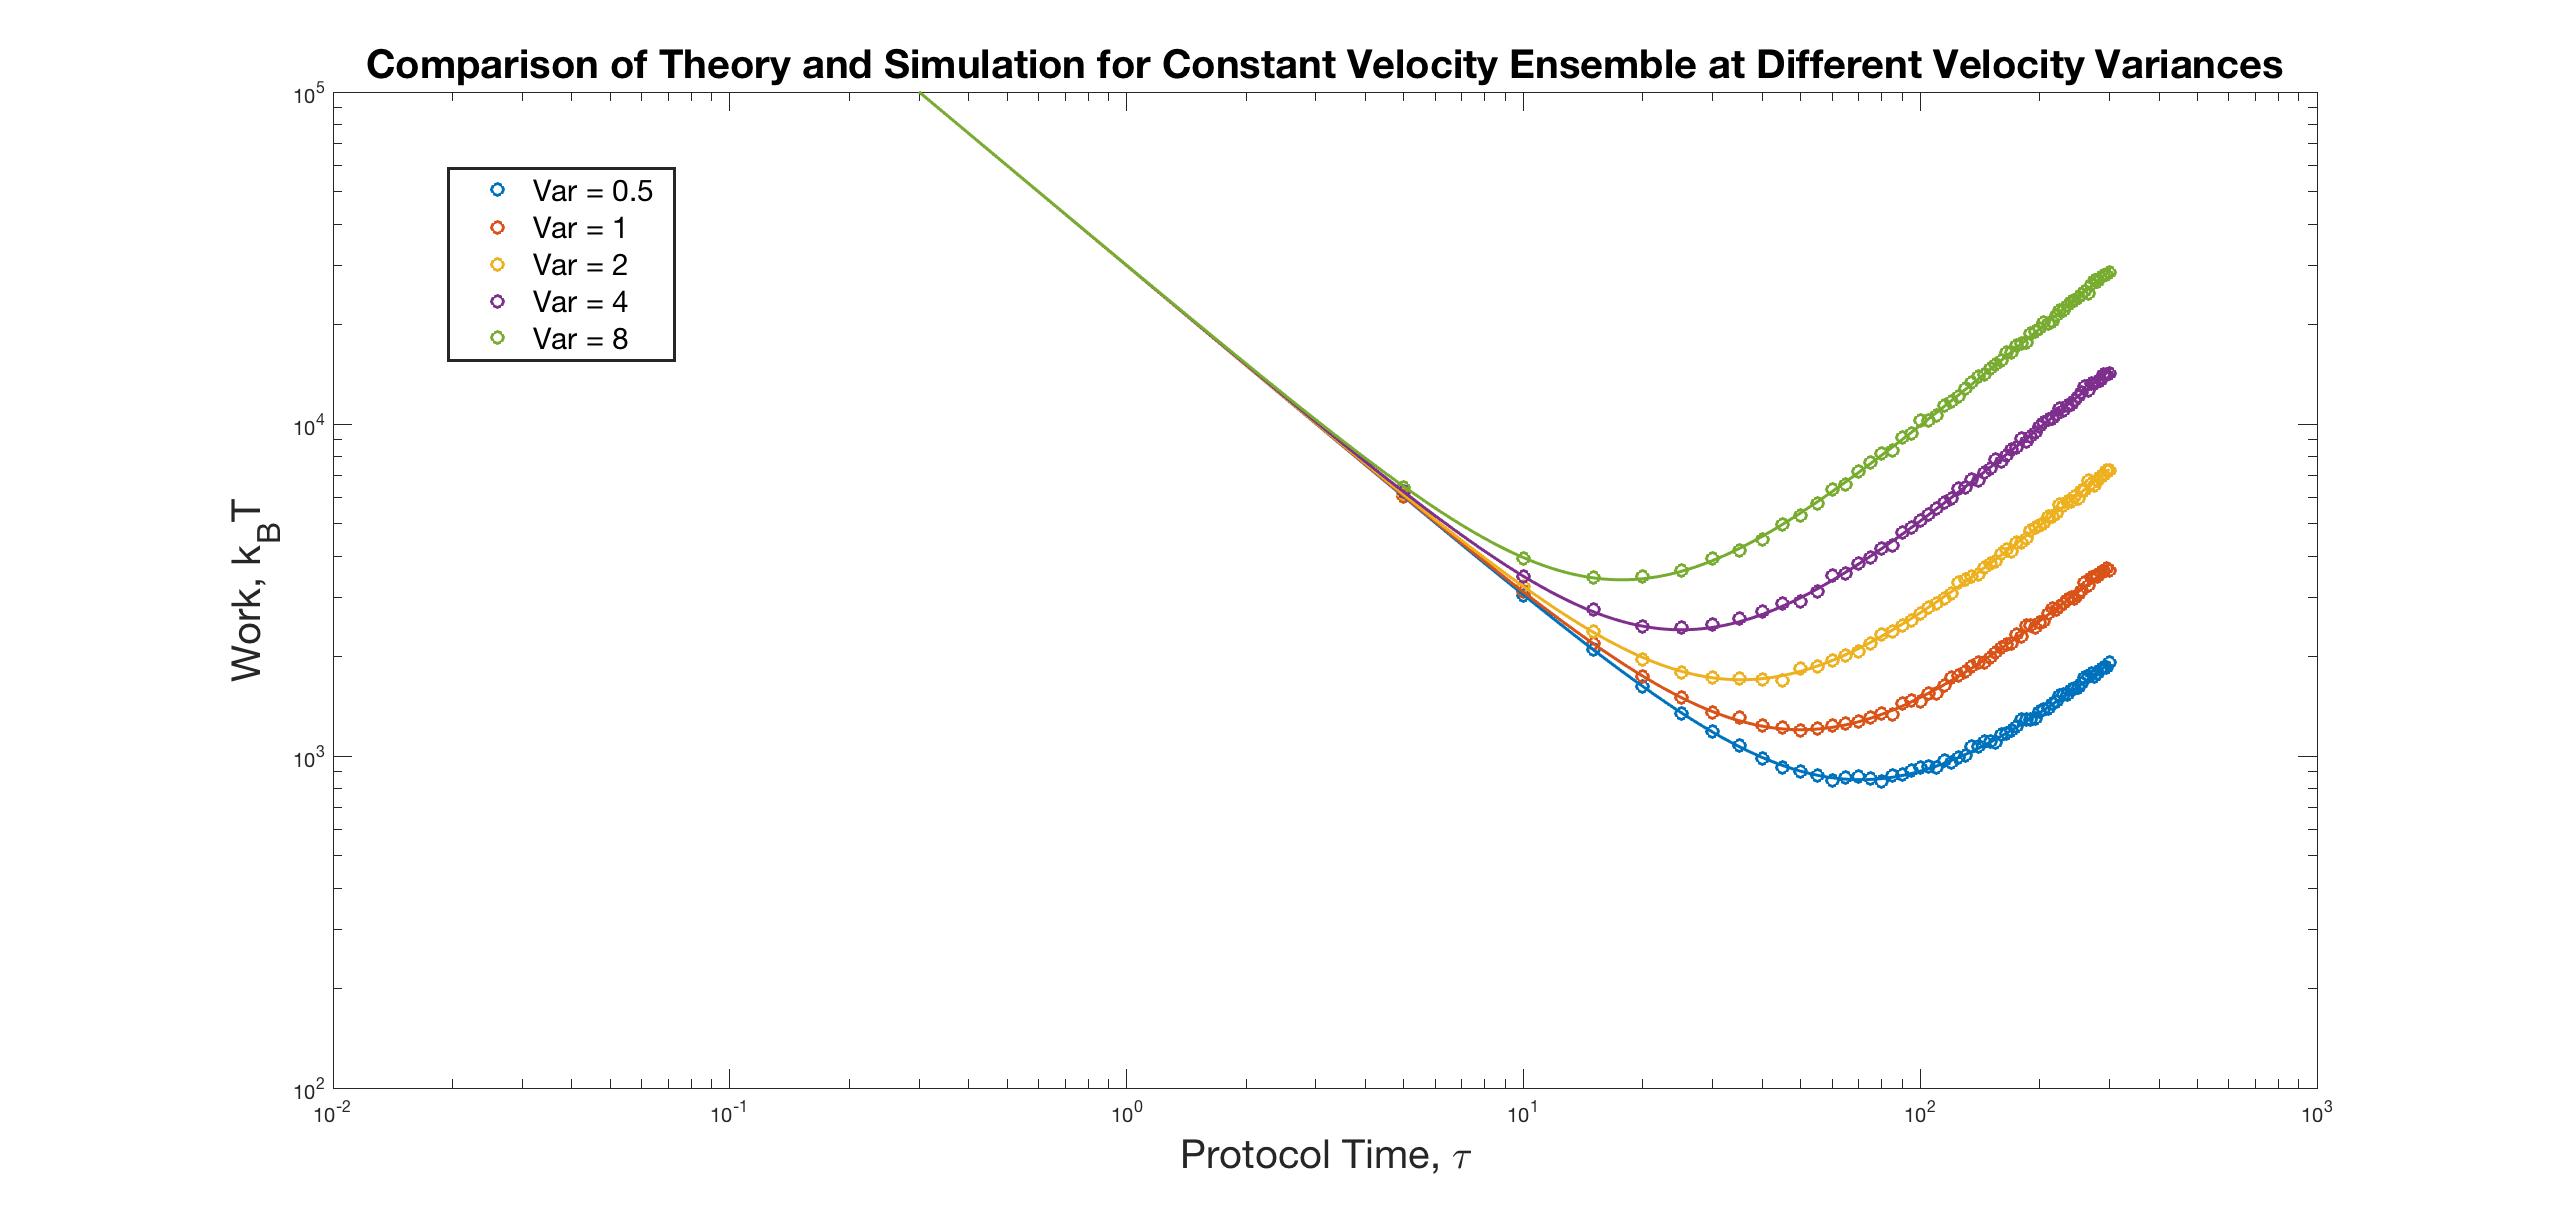 Comparison of Theory and Simulation for Constant Velocity Ensemble at Different Velocity Variances
10^5
10^4
10^3
10^2
Work, k_BT
Var = 0.5
Var = 1
Var = 2
Var = 4
Var = 8
10^-2 10^-1 10^0 10^1 10^2 10^3
Protocol Time, τ